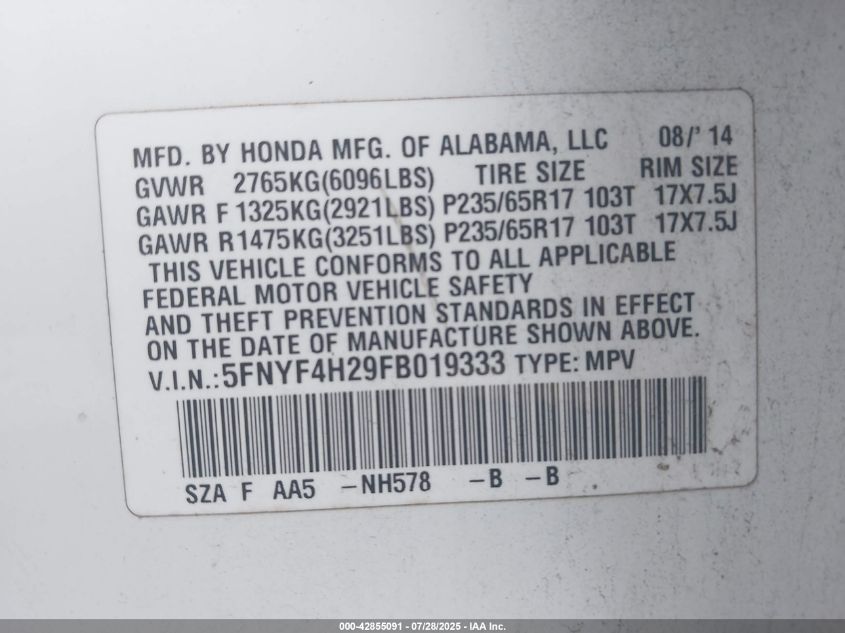 MFD. BY HONDA MFG. OF ALABAMA, LLC 08/' 14
GVWR 2765KG(6096LBS) TIRE SIZE RIM SIZE
GAWR F 1325KG(2921LBS) P235/65R17 103T 17X7.5J
GAWR R1475KG(3251LBS) P235/65R17 103T 17X7.5J
THIS VEHICLE CONFORMS TO ALL APPLICABLE
FEDERAL MOTOR VEHICLE SAFETY
AND THEFT PREVENTION STANDARDS IN EFFECT
ON THE DATE OF MANUFACTURE SHOWN ABOVE.
V.I.N.:5FNYF4H29FB019333 TYPE: MPV
SZA F AA5 -NH578 -B -B
000-42855091 - 07/28/2025 - IAA Inc.